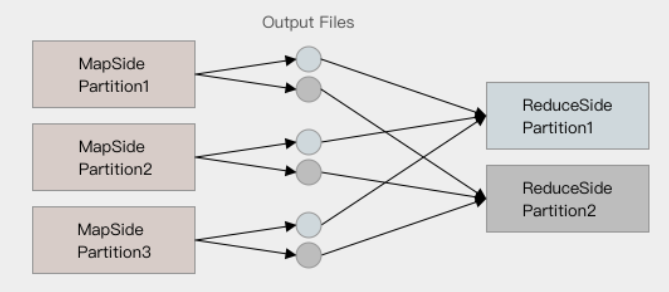 Output Files
MapSide
Partition1
MapSide
Partition2
MapSide
Partition3
ReduceSide
Partition1
ReduceSide
Partition2